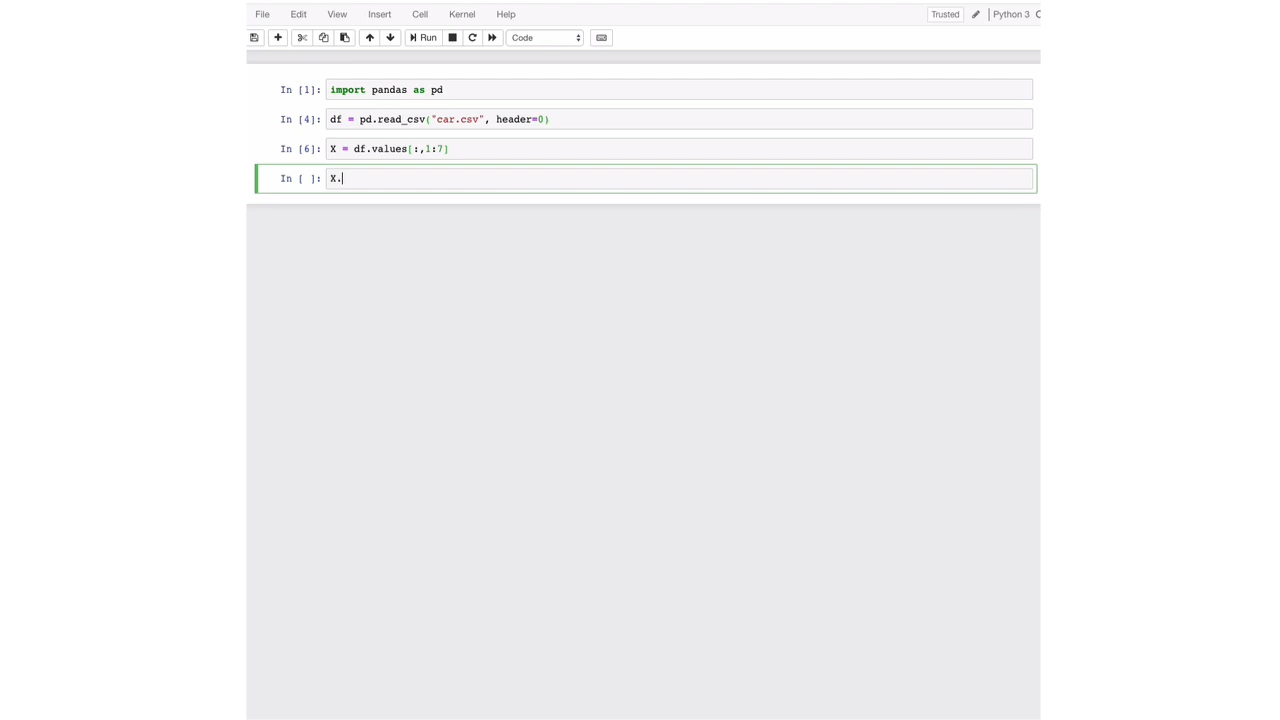 File Edit View Insert Cell Kernel Help Trusted Python 3
Run Code
In [1]: import pandas as pd
In [4]: df = pd.read_csv("car.csv", header=0)
In [6]: X = df.values[:,1:7]
In [ ]: X.